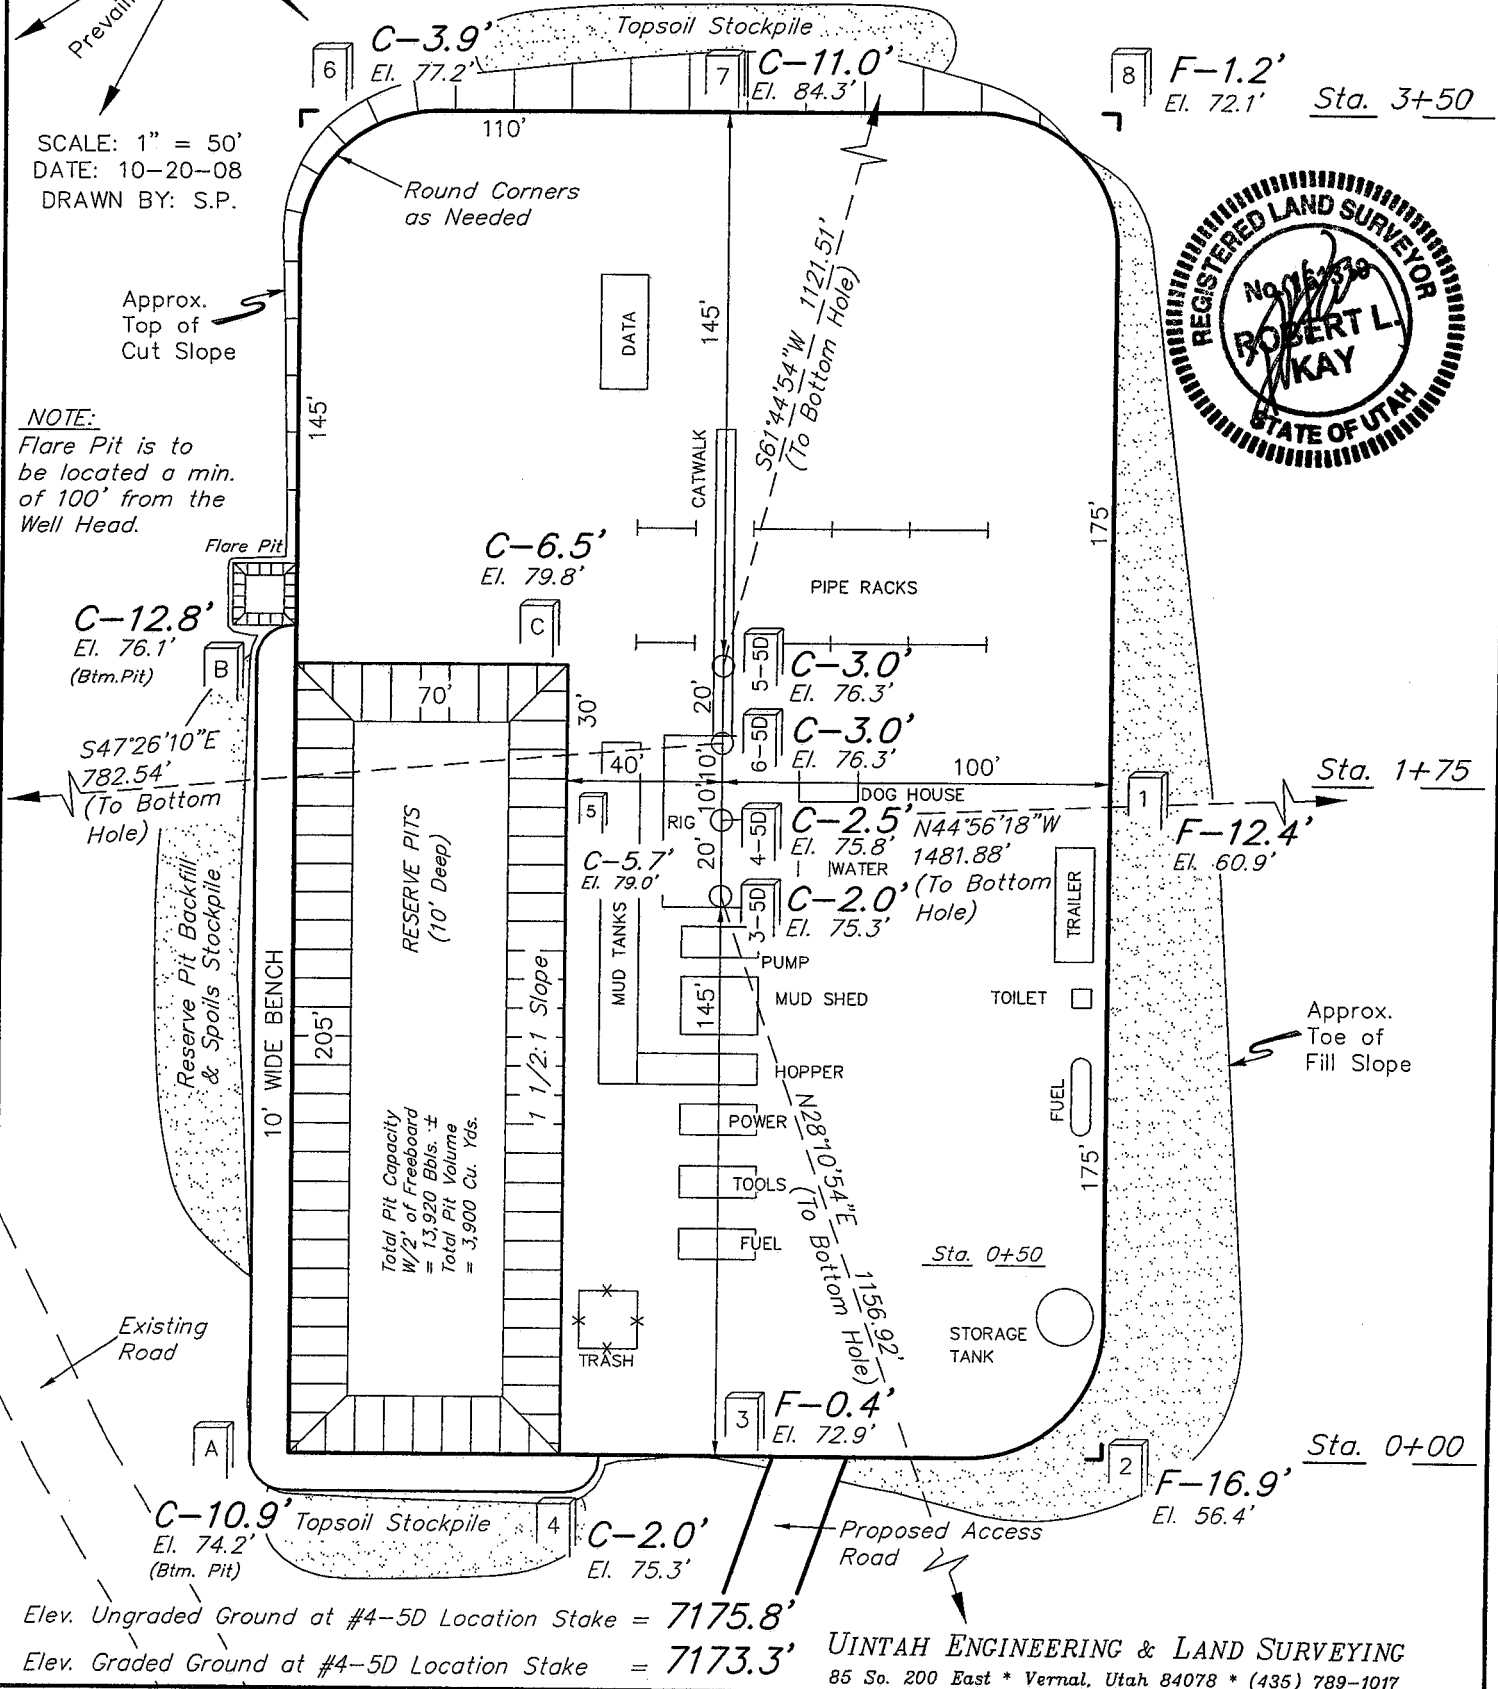 Prevail
C-3.9'
El. 77.2'
6
Topsoil Stockpile
7
C-11.0'
El. 84.3'
8
F-1.2'
El. 72.1'
Sta. 3+50
SCALE: 1" = 50'
DATE: 10-20-08
DRAWN BY: S.P.
110'
Round Corners
as Needed
REGISTERED LAND SURVEYOR
ROBERT L.
KAY
STATE OF UTAH
Approx.
Top of
Cut Slope
DATA
145'
145'
S61°44'54"W 1121.51'
(To Bottom Hole)
NOTE:
Flare Pit is to
be located a min.
of 100' from the
Well Head.
CATWALK
175'
Flare Pit
C-6.5'
El. 79.8'
C
PIPE RACKS
C-12.8'
El. 76.1'
(Btm.Pit)
B
5-5D
C-3.0'
El. 76.3'
70'
30'
20'
6-5D
C-3.0'
El. 76.3'
S47°26'10"E
782.54'
(To Bottom
Hole)
40'
10'
10'
100'
DOG HOUSE
Sta. 1+75
1
F-12.4'
El. 60.9'
5
RIG
4-5D
C-2.5'
El. 75.8'
N44°56'18"W
1481.88'
(To Bottom
Hole)
WATER
C-5.7'
El. 79.0'
20'
3-5D
C-2.0'
El. 75.3'
RESERVE PITS
(10' Deep)
MUD TANKS
TRAILER
PUMP
Reserve Pit Backfill
& Spoils Stockpile
10' WIDE BENCH
205'
1 1/2:1 Slope
145'
MUD SHED
TOILET
Approx.
Toe of
Fill Slope
HOPPER
FUEL
POWER
Total Pit Capacity
W/2' of Freeboard
= 13,920 Bbls. ±
Total Pit Volume
= 3,900 Cu. Yds.
N28°10'54"E 1156.92'
(To Bottom Hole)
175'
TOOLS
FUEL
Sta. 0+50
Existing
Road
TRASH
STORAGE
TANK
A
3
F-0.4'
El. 72.9'
Sta. 0+00
2
F-16.9'
El. 56.4'
C-10.9'
El. 74.2'
(Btm. Pit)
Topsoil Stockpile
4
C-2.0'
El. 75.3'
Proposed Access
Road
Elev. Ungraded Ground at #4-5D Location Stake = 7175.8'
Elev. Graded Ground at #4-5D Location Stake = 7173.3'
UINTAH ENGINEERING & LAND SURVEYING
85 So. 200 East * Vernal, Utah 84078 * (435) 789-1017